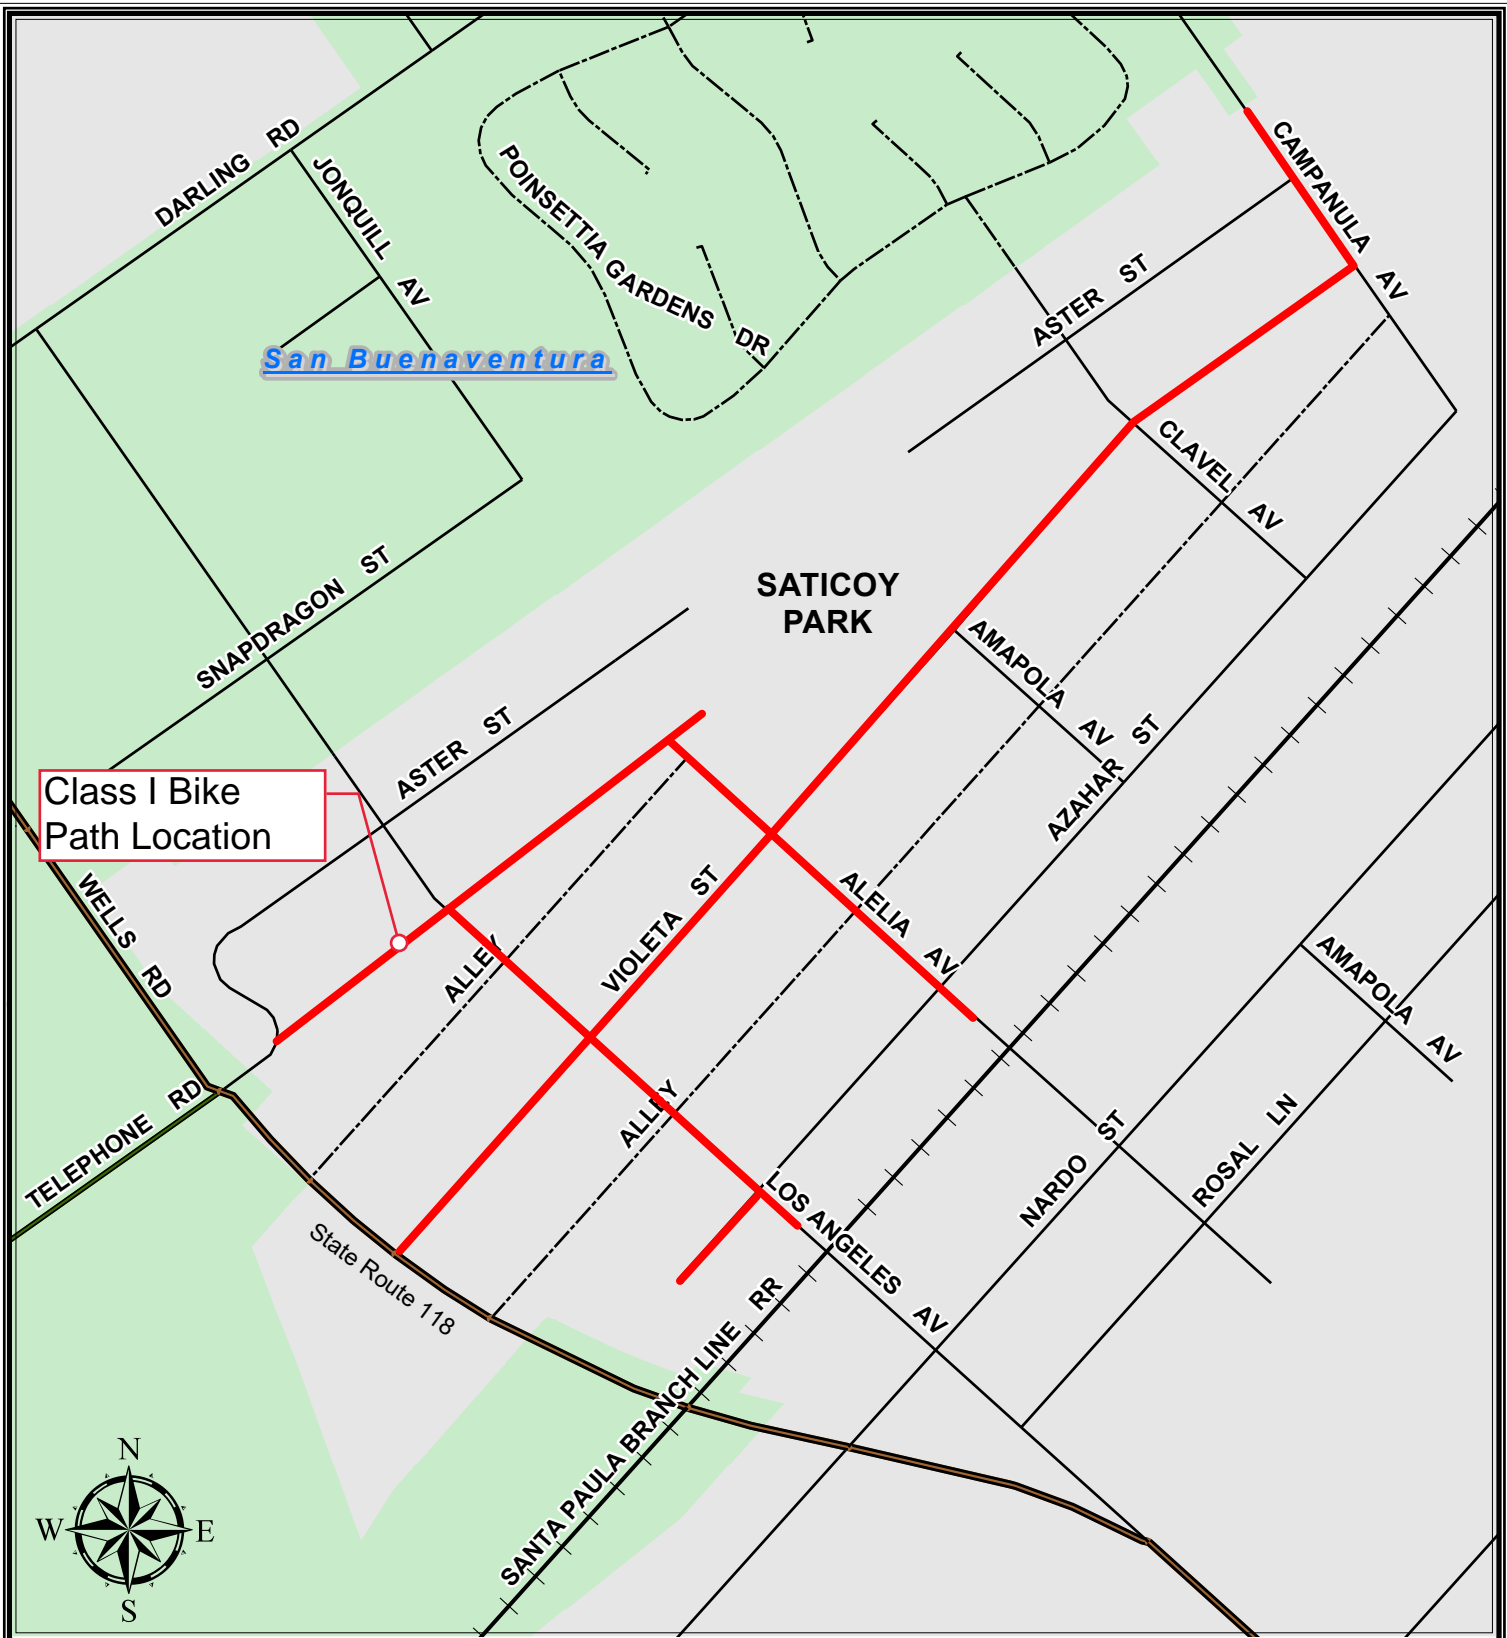 DARLING RD
JONQUILL AV
POINSETTIA GARDENS DR
CAMPANULA AV
ASTER ST
San Buenaventura
CLAVEL AV
SNAPDRAGON ST
SATICOY
PARK
AMAPOLA AV
ASTER ST
AZAHAR ST
Class I Bike
Path Location
WELLS RD
ALLEY
VIOLETA ST
ALELIA AV
AMAPOLA AV
TELEPHONE RD
ALLEY
NARDO ST
ROSAL LN
LOS ANGELES AV
State Route 118
SANTA PAULA BRANCH LINE RR
N
W E
S